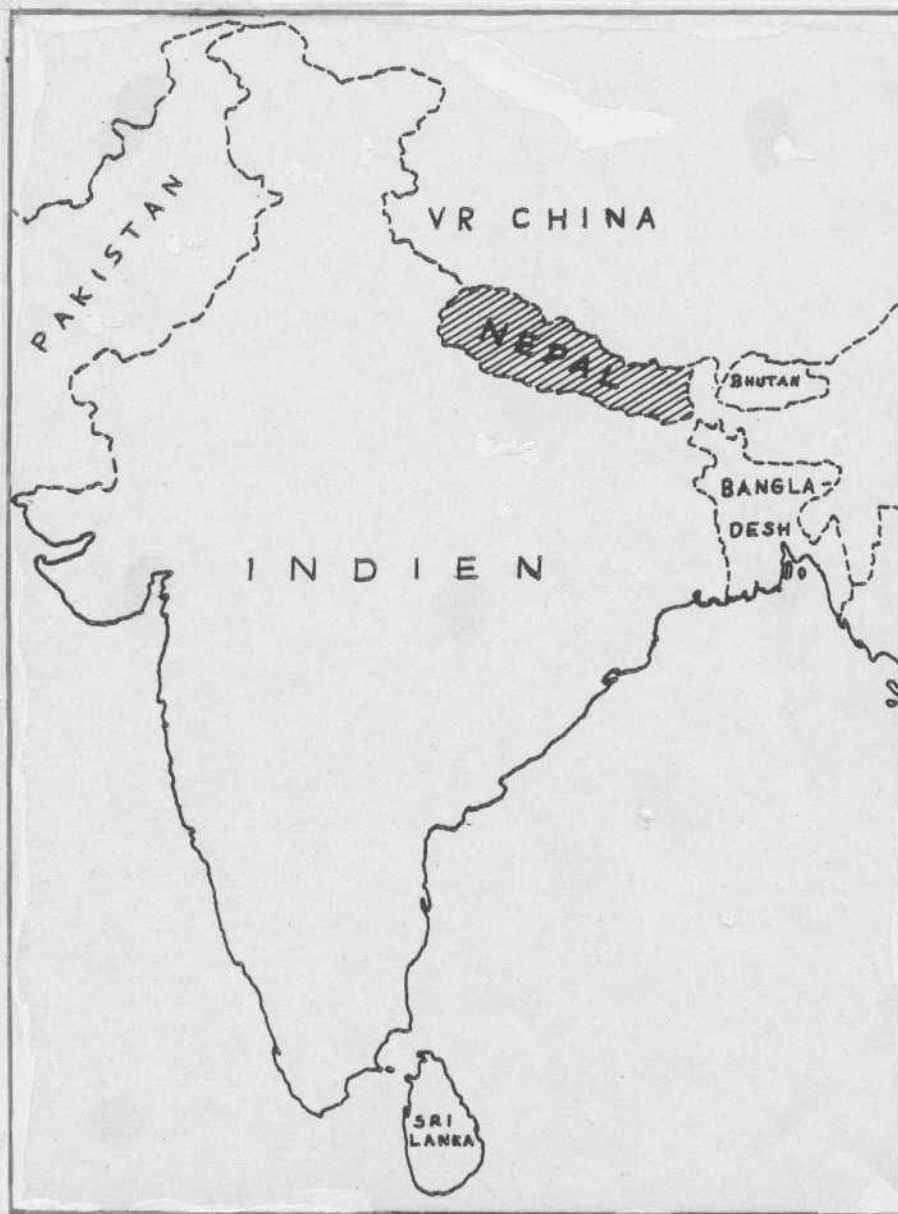 PAKISTAN
VR CHINA
NEPAL
BHUTAN
BANGLA-
DESH
INDIEN
SRI
LANKA